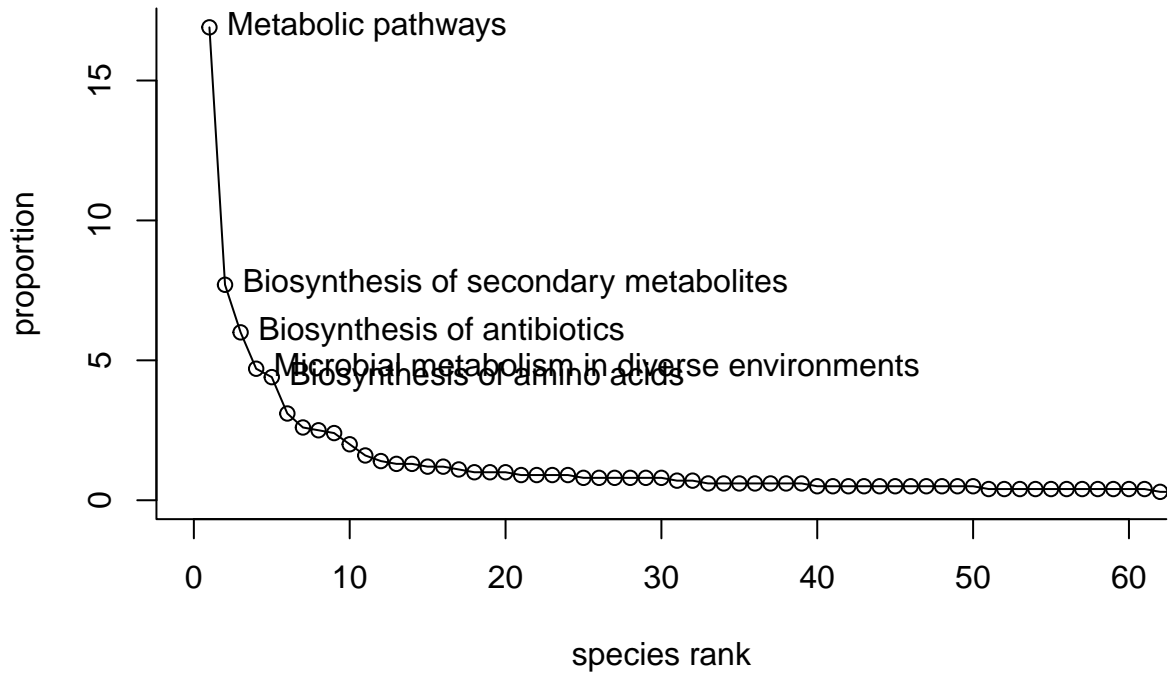 Metabolic pathways
15
proportion
10
Biosynthesis of secondary metabolites
Biosynthesis of antibiotics
5
Microbial metabolism in diverse environments
Biosynthesis of amino acids
0
0 10 20 30 40 50 60
species rank